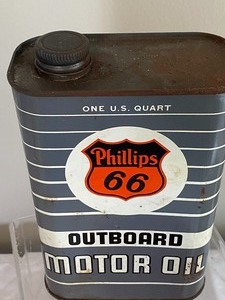 ONE U.S. QUART
Phillips
66
OUTBOARD
MOTOR OIL